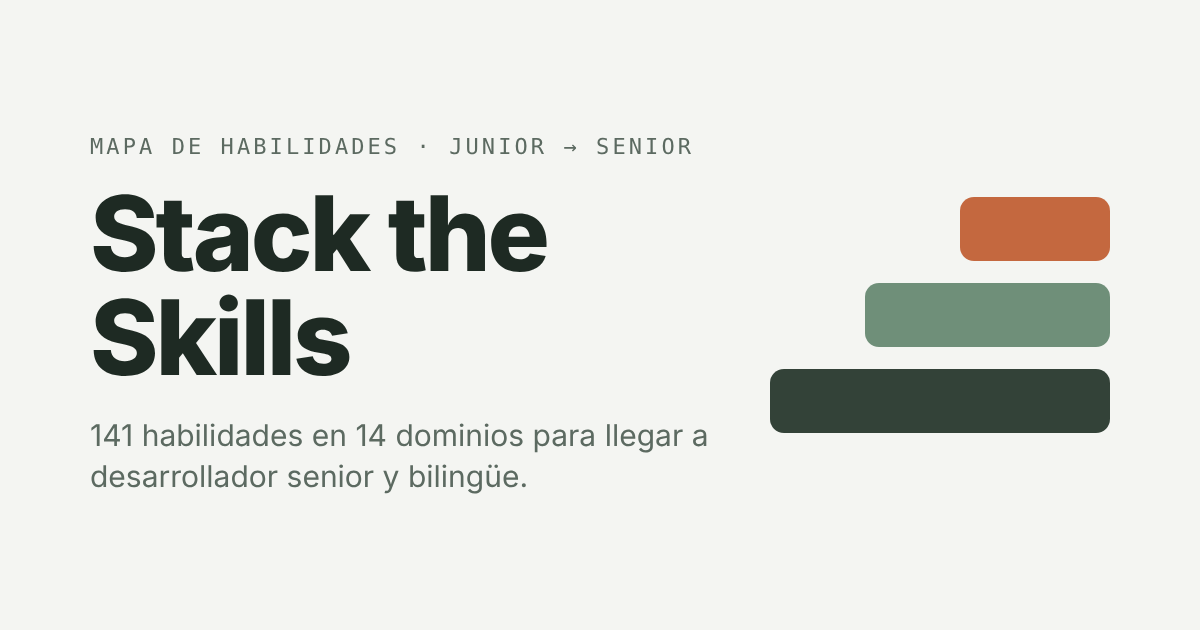 MAPA DE HABILIDADES · JUNIOR → SENIOR
Stack the
Skills
141 habilidades en 14 dominios para llegar a
desarrollador senior y bilingüe.